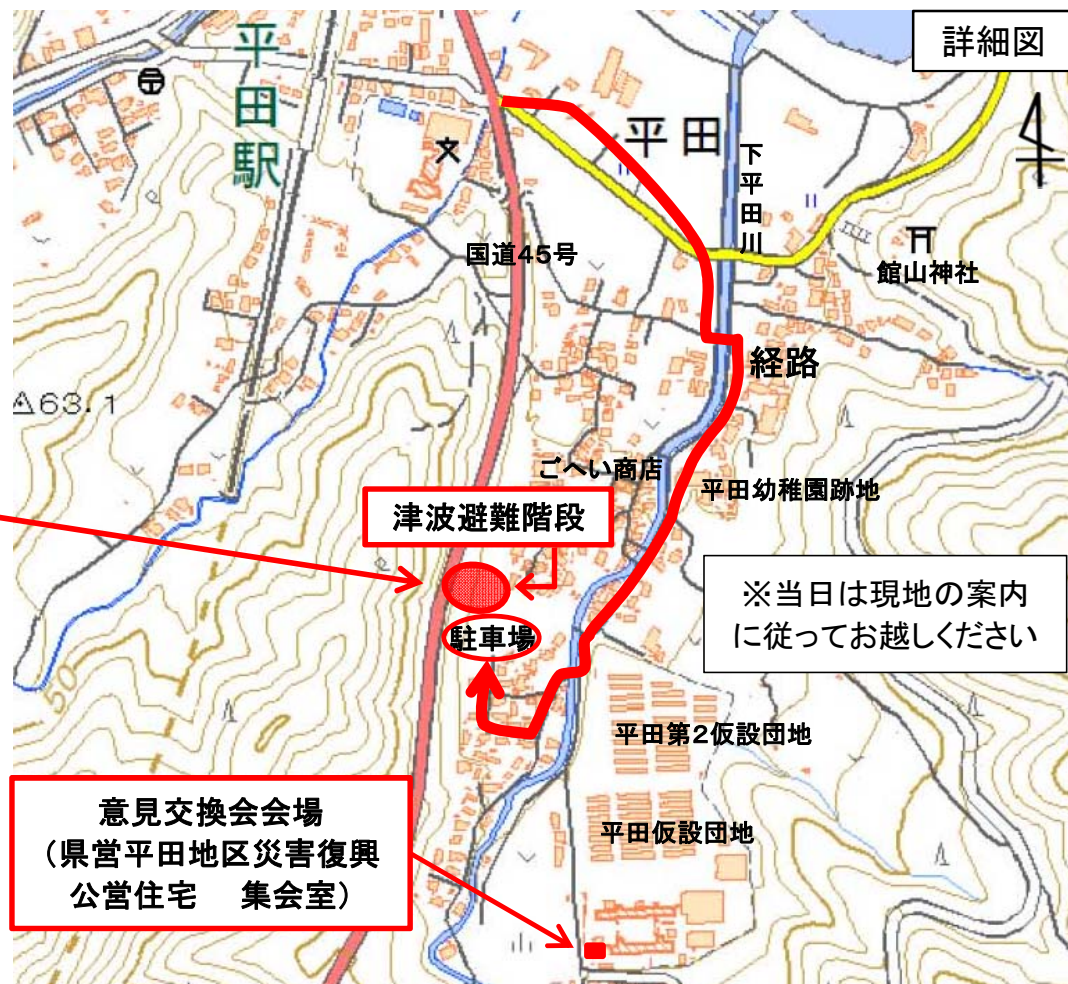 詳細図
平田駅
平田
下平田川
国道45号
館山神社
経路
63.1
ごへい商店
平田幼稚園跡地
津波避難階段
駐車場
※当日は現地の案内
に従ってお越しください
50
平田第2仮設団地
平田仮設団地
意見交換会会場
（県営平田地区災害復興
公営住宅　集会室）